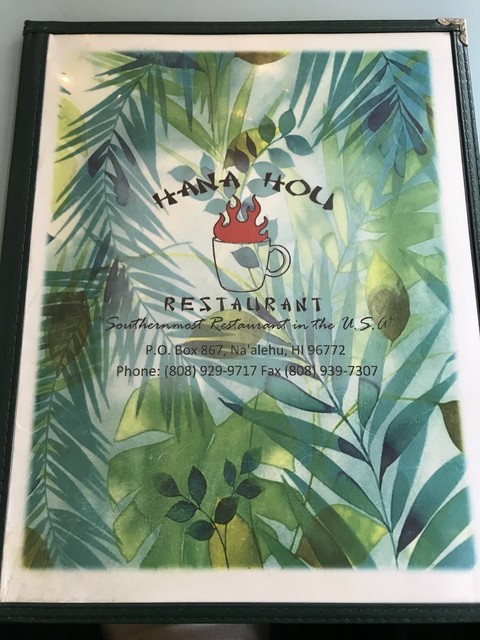 HANA HOU
RESTAURANT
Southernmost Restaurant in the U.S.A
P.O. Box 867, Na'alehu, HI 96772
Phone: (808) 929-9717 Fax (808) 939-7307